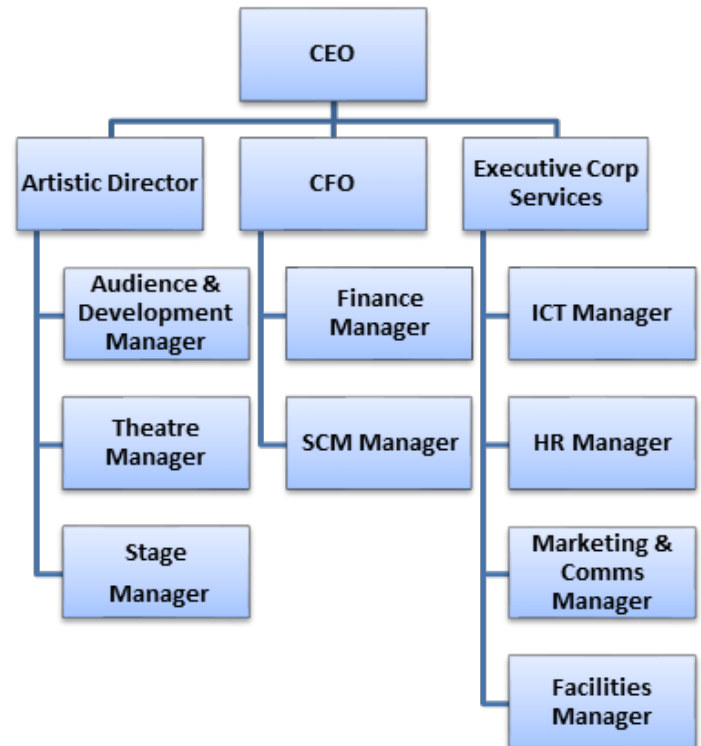 CEO
Artistic Director
CFO
Executive Corp
Services
Audience &
Development
Manager
Finance
Manager
ICT Manager
Theatre
Manager
SCM Manager
HR Manager
Stage
Manager
Marketing &
Comms
Manager
Facilities
Manager